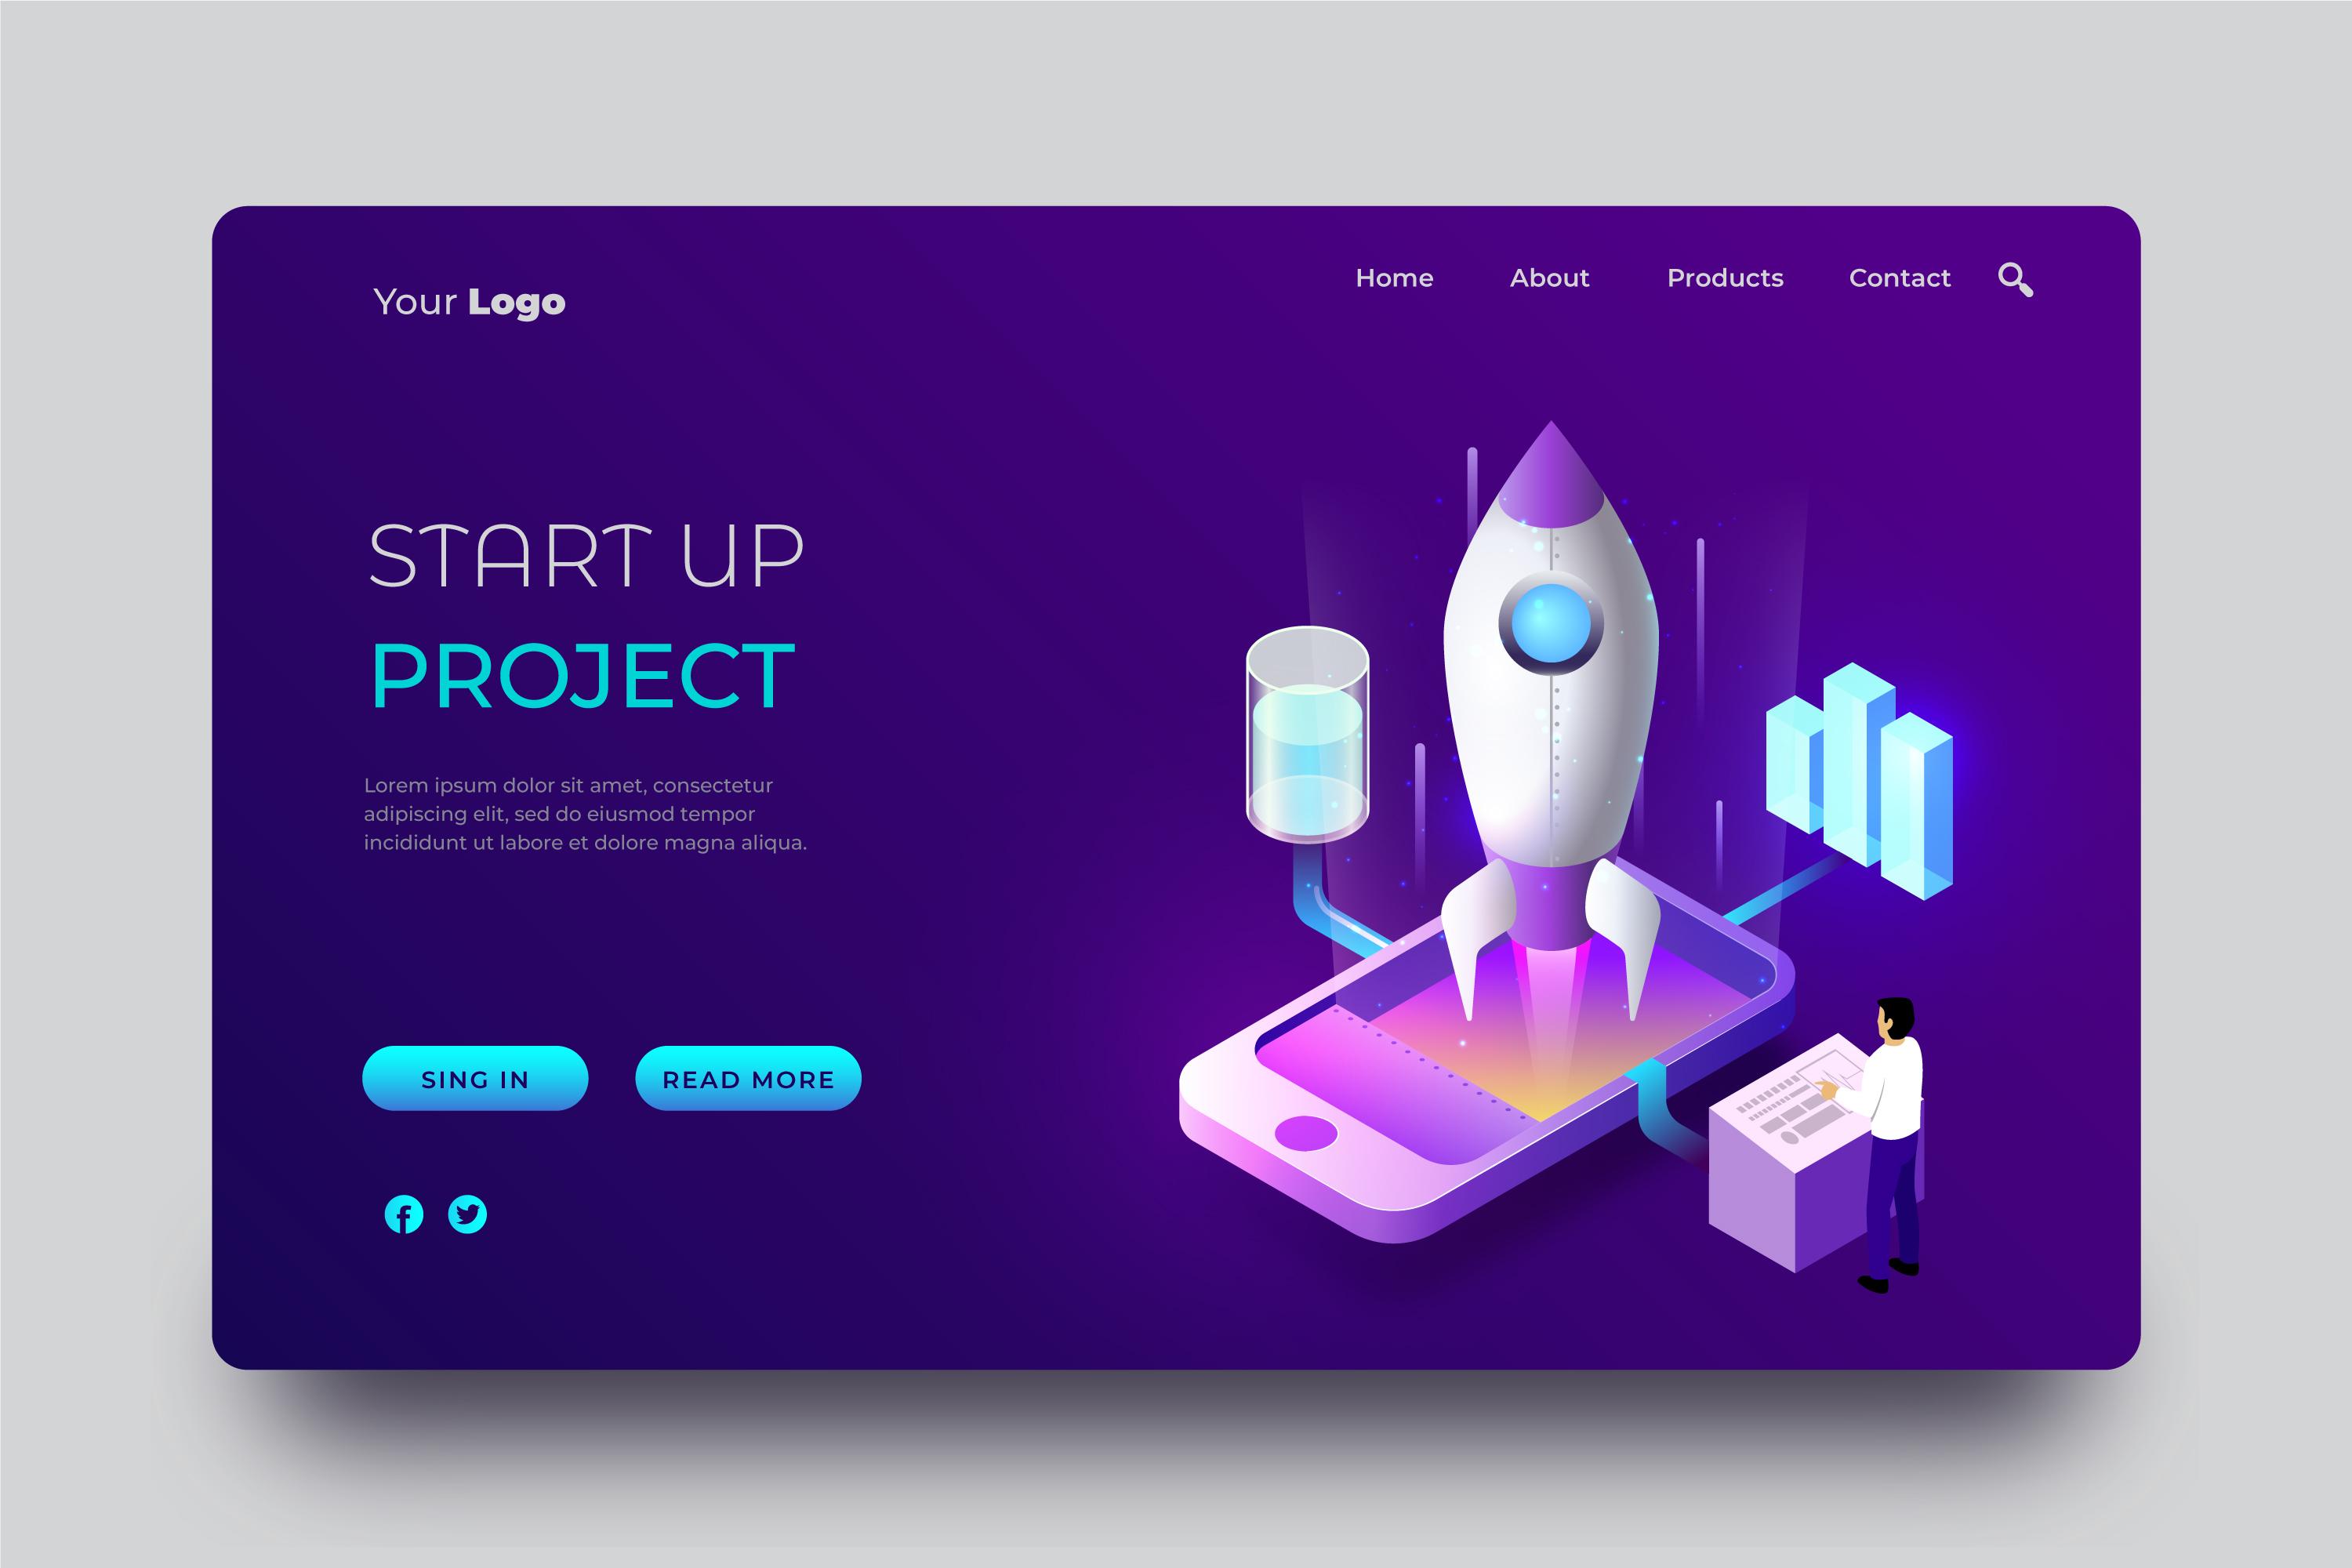 Your Logo
Home About Products Contact
START UP
PROJECT
Lorem ipsum dolor sit amet, consectetur
adipiscing elit, sed do eiusmod tempor
incididunt ut labore et dolore magna aliqua.
SING IN READ MORE